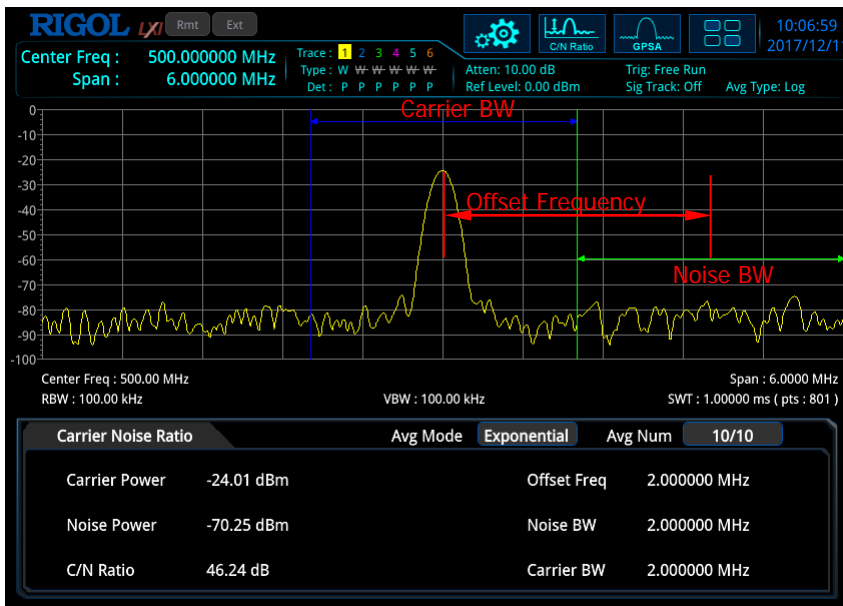 RIGOL LXI Rmt Ext
C/N Ratio GPSA
10:06:59
2017/12/1
Center Freq : 500.000000 MHz
Span : 6.000000 MHz
Trace : 1 2 3 4 5 6
Type : W W W W W W
Det : P P P P P P
Atten: 10.00 dB
Ref Level: 0.00 dBm
Trig: Free Run
Sig Track: Off
Avg Type: Log
Carrier BW
0
-10
-20
-30
-40
-50
-60
-70
-80
-90
-100
Offset Frequency
Noise BW
Center Freq : 500.00 MHz
Span : 6.0000 MHz
RBW : 100.00 kHz
VBW : 100.00 kHz
SWT : 1.00000 ms ( pts : 801 )
Carrier Noise Ratio
Avg Mode Exponential
Avg Num 10/10
Carrier Power -24.01 dBm
Offset Freq 2.000000 MHz
Noise Power -70.25 dBm
Noise BW 2.000000 MHz
C/N Ratio 46.24 dB
Carrier BW 2.000000 MHz